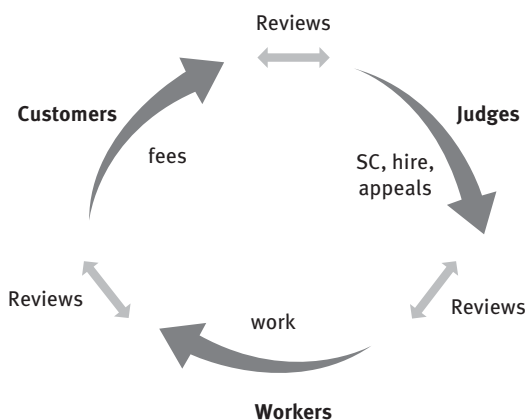 Reviews
Customers
Judges
fees
SC, hire,
appeals
Reviews
Reviews
work
Workers